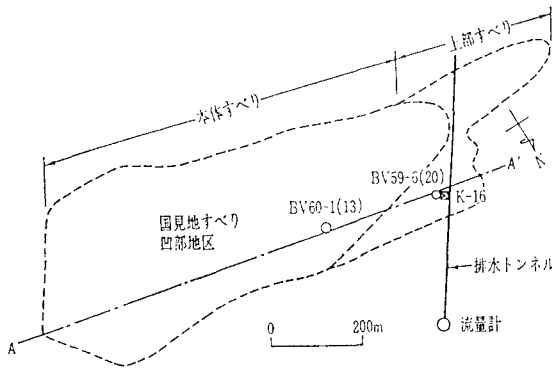 上部すべり
本体すべり
N
A'
BV59-6(20)
K-16
BV60-1(13)
国見地すべり
凹部地区
排水トンネル
A
0
200m
流量計